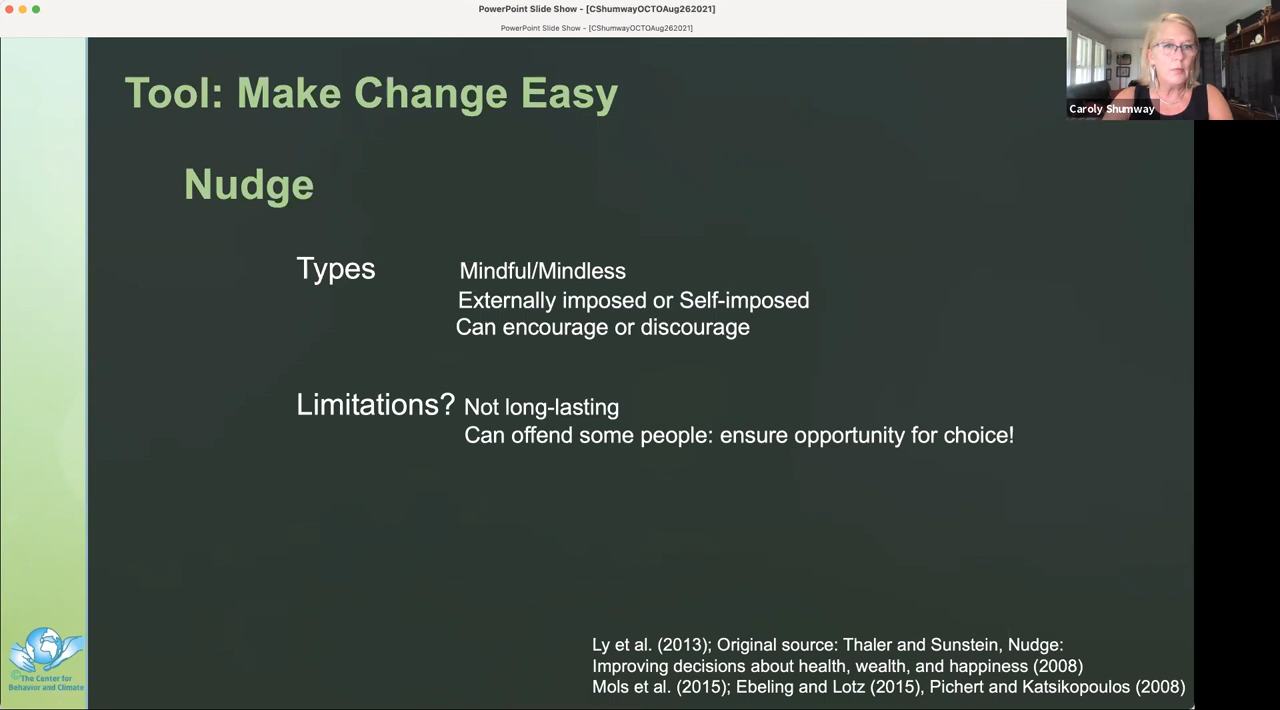 PowerPoint Slide Show - [CShumwayOCTOAug262021]
PowerPoint Slide Show - [CShumwayOCTOAug262021]
Caroly Shumway
Tool: Make Change Easy
Nudge
Types Mindful/Mindless
Externally imposed or Self-imposed
Can encourage or discourage
Limitations? Not long-lasting
Can offend some people: ensure opportunity for choice!
Ly et al. (2013); Original source: Thaler and Sunstein, Nudge:
Improving decisions about health, wealth, and happiness (2008)
Mols et al. (2015); Ebeling and Lotz (2015), Pichert and Katsikopoulos (2008)
©The Center for
Behavior and Climate